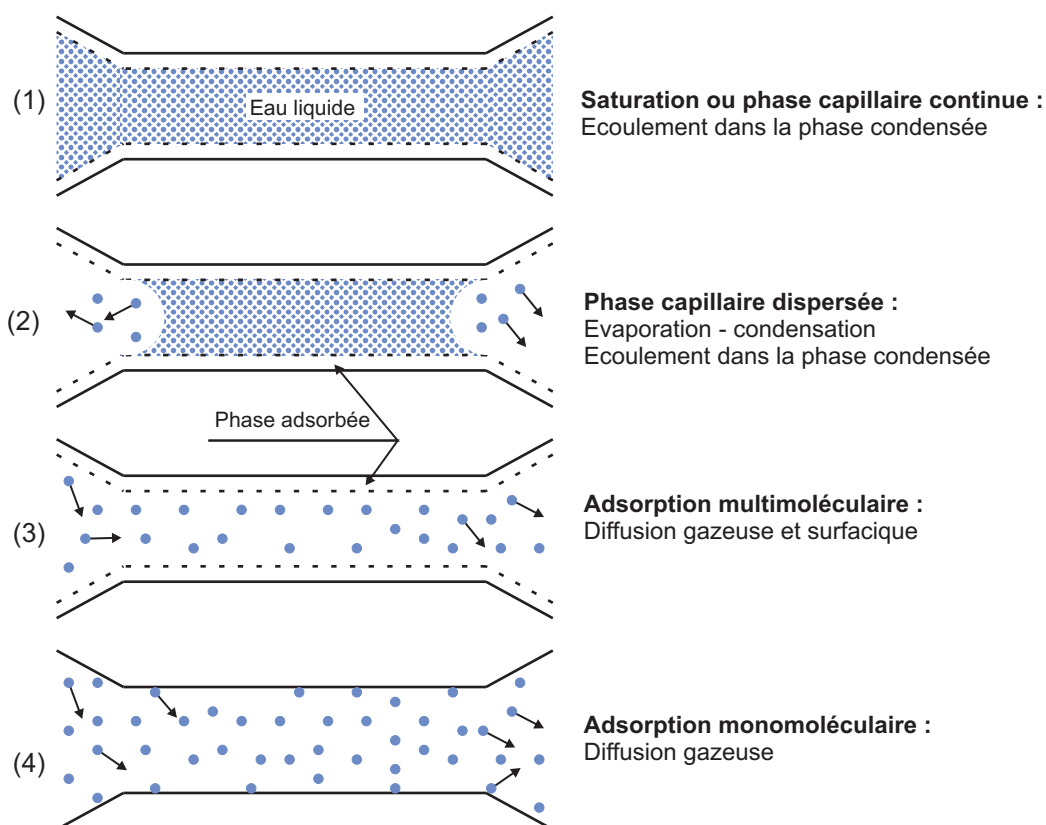 (1)
Eau liquide
Saturation ou phase capillaire continue :
Ecoulement dans la phase condensée
(2)
Phase capillaire dispersée :
Evaporation - condensation
Ecoulement dans la phase condensée
Phase adsorbée
(3)
Adsorption multimoléculaire :
Diffusion gazeuse et surfacique
(4)
Adsorption monomoléculaire :
Diffusion gazeuse